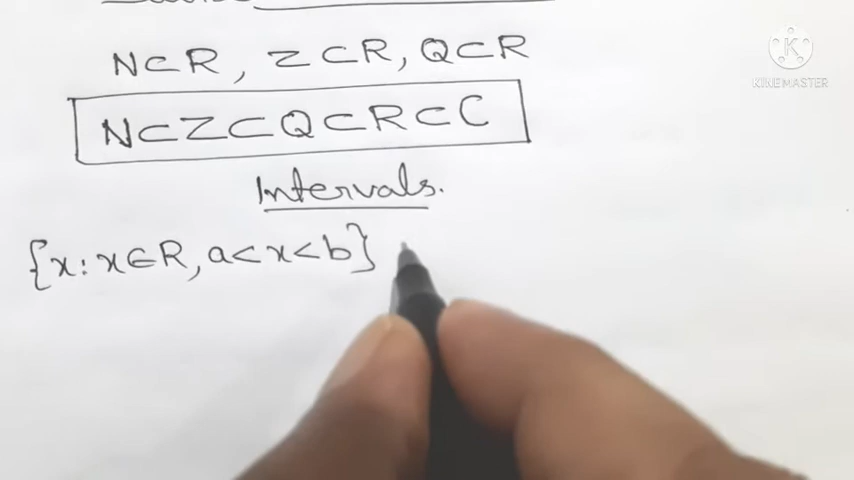 N⊂R, Z⊂R, Q⊂R
N⊂Z⊂Q⊂R⊂C
Intervals.
{x:x∈R, a<x<b}
K
KINEMASTER